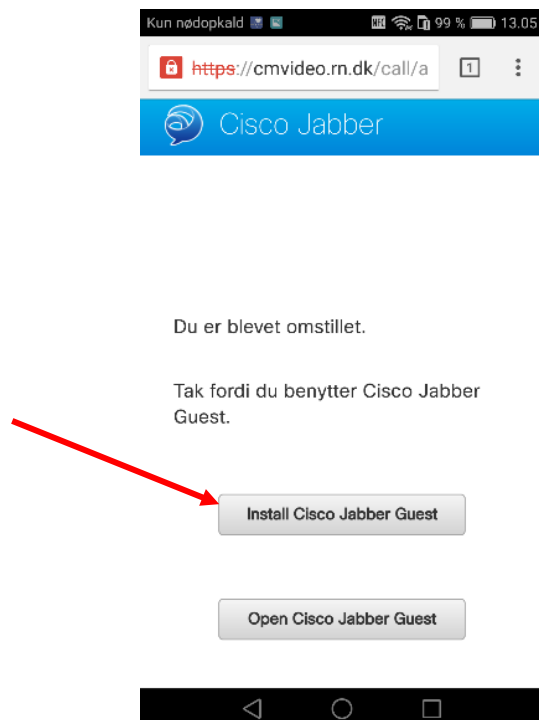 Kun nødopkald 99 % 13.05
https://cmvideo.rn.dk/call/a 1
Cisco Jabber
Du er blevet omstillet.
Tak fordi du benytter Cisco Jabber
Guest.
Install Cisco Jabber Guest
Open Cisco Jabber Guest